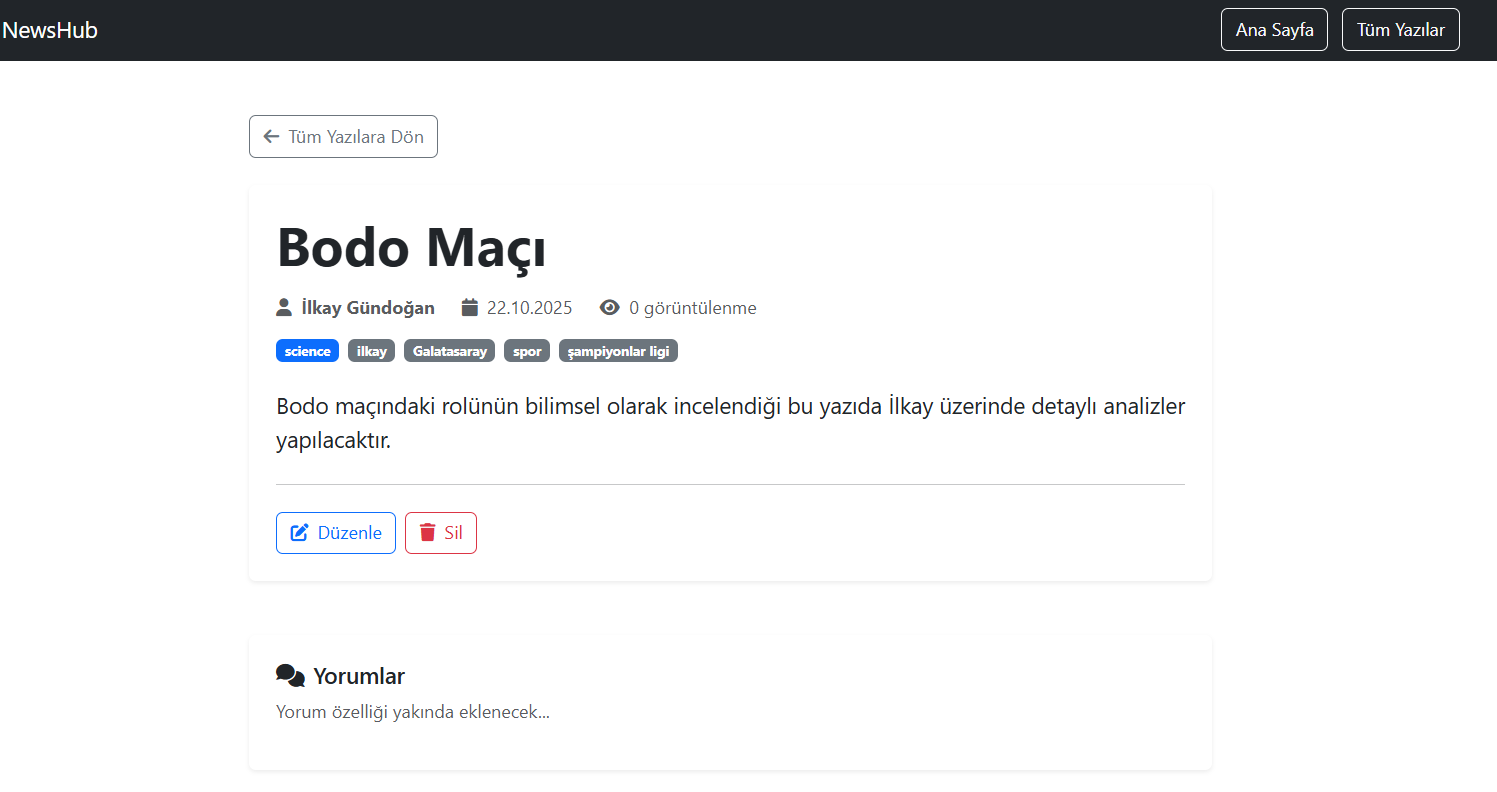 NewsHub
Ana Sayfa
Tüm Yazılar
Tüm Yazılara Dön
Bodo Maçı
İlkay Gündoğan 22.10.2025 0 görüntülenme
science ilkay Galatasaray spor şampiyonlar ligi
Bodo maçındaki rolünün bilimsel olarak incelendiği bu yazıda İlkay üzerinde detaylı analizler
yapılacaktır.
Düzenle Sil
Yorumlar
Yorum özelliği yakında eklenecek...